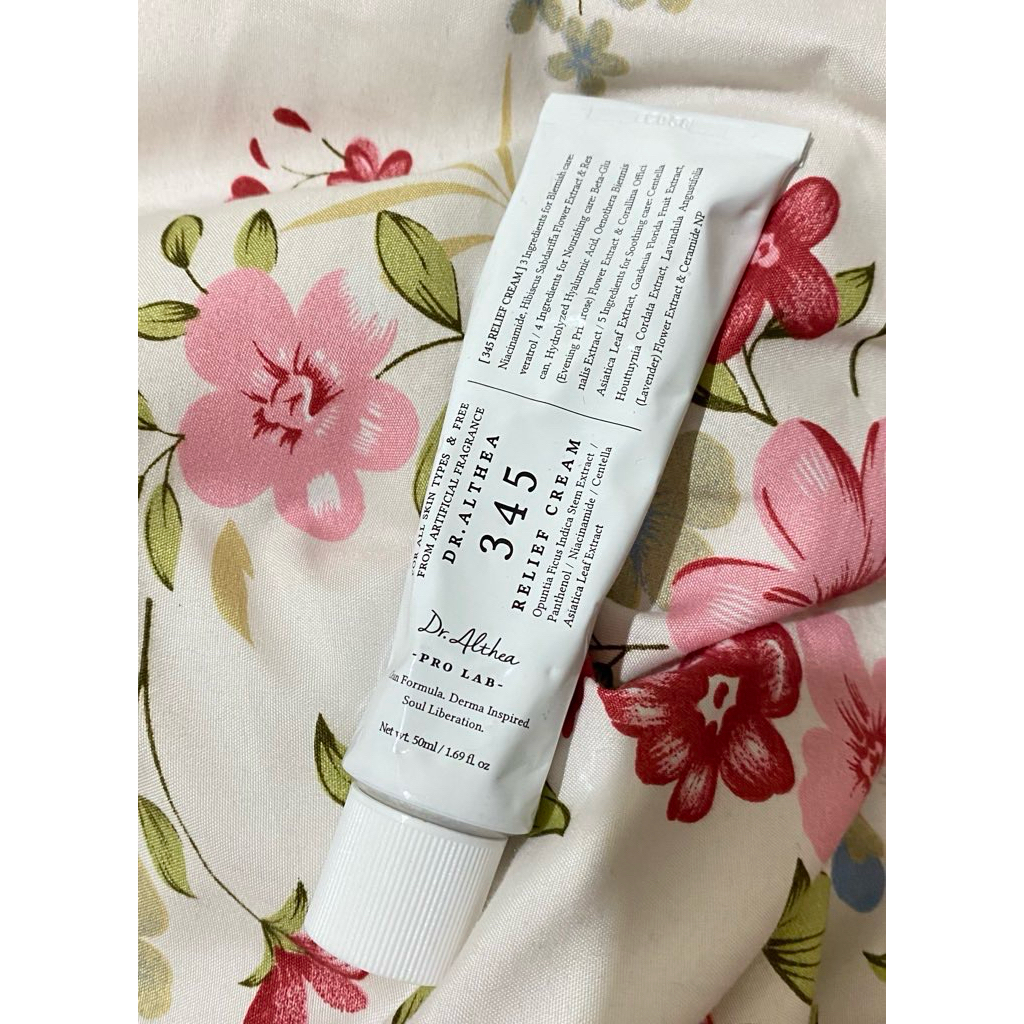 [ 345 RELIEF CREAM ] 3 Ingredients for Blemish care:
Niacinamide, Hibiscus Sabdariffa Flower Extract & Res
veratrol / 4 Ingredients for Nourishing care: Beta-Glu
can, Hydrolyzed Hyaluronic Acid, Oenothera Biennis
(Evening Primrose) Flower Extract & Corallina Offici
nalis Extract / 5 Ingredients for Soothing care: Centella
Asiatica Leaf Extract, Gardenia Florida Fruit Extract,
Houttuynia Cordata Extract, Lavandula Angustifolia
(Lavender) Flower Extract & Ceramide NP
FOR ALL SKIN TYPES & FREE
FROM ARTIFICIAL FRAGRANCE
DR.ALTHEA
345
RELIEF CREAM
Opuntia Ficus Indica Stem Extract /
Panthenol / Niacinamide / Centella
Asiatica Leaf Extract
Dr.Althea
-PRO LAB-
Formula. Derma Inspired.
Soul Liberation.
Net wt. 50ml / 1.69 fl. oz